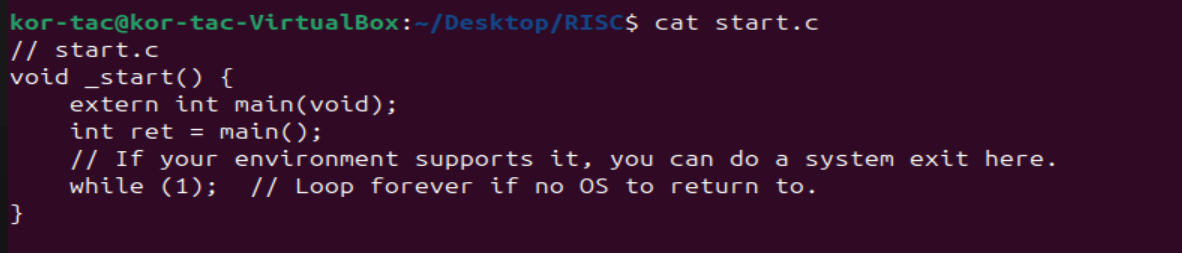 kor-tac@kor-tac-VirtualBox:~/Desktop/RISC$ cat start.c
// start.c
void _start() {
    extern int main(void);
    int ret = main();
    // If your environment supports it, you can do a system exit here.
    while (1);  // Loop forever if no OS to return to.
}